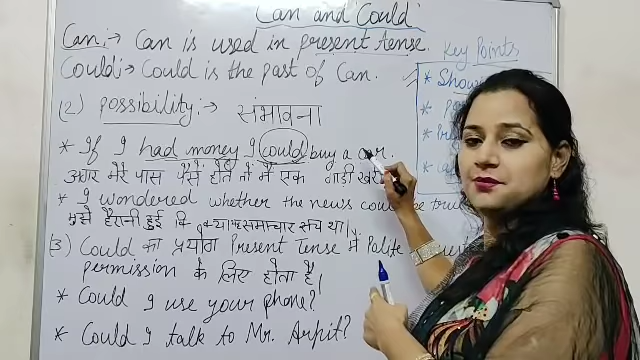 Can and Could
Can:→ Can is used in present tense.
Could:→ Could is the past of Can.
(2) possibility:→ संभावना
* If I had money I could buy a car.
अगर मेरे पास पैसे होते तो मैं एक गाड़ी
* I wondered whether the news could be true
मुझे हैरानी हुई कि क्या यह समाचार सच था।
(3) Could का प्रयोग Present Tense में Polite
permission के लिए होता है।
* Could I use your phone?
* Could I talk to Mr. Arpit?
Key Points
* Show